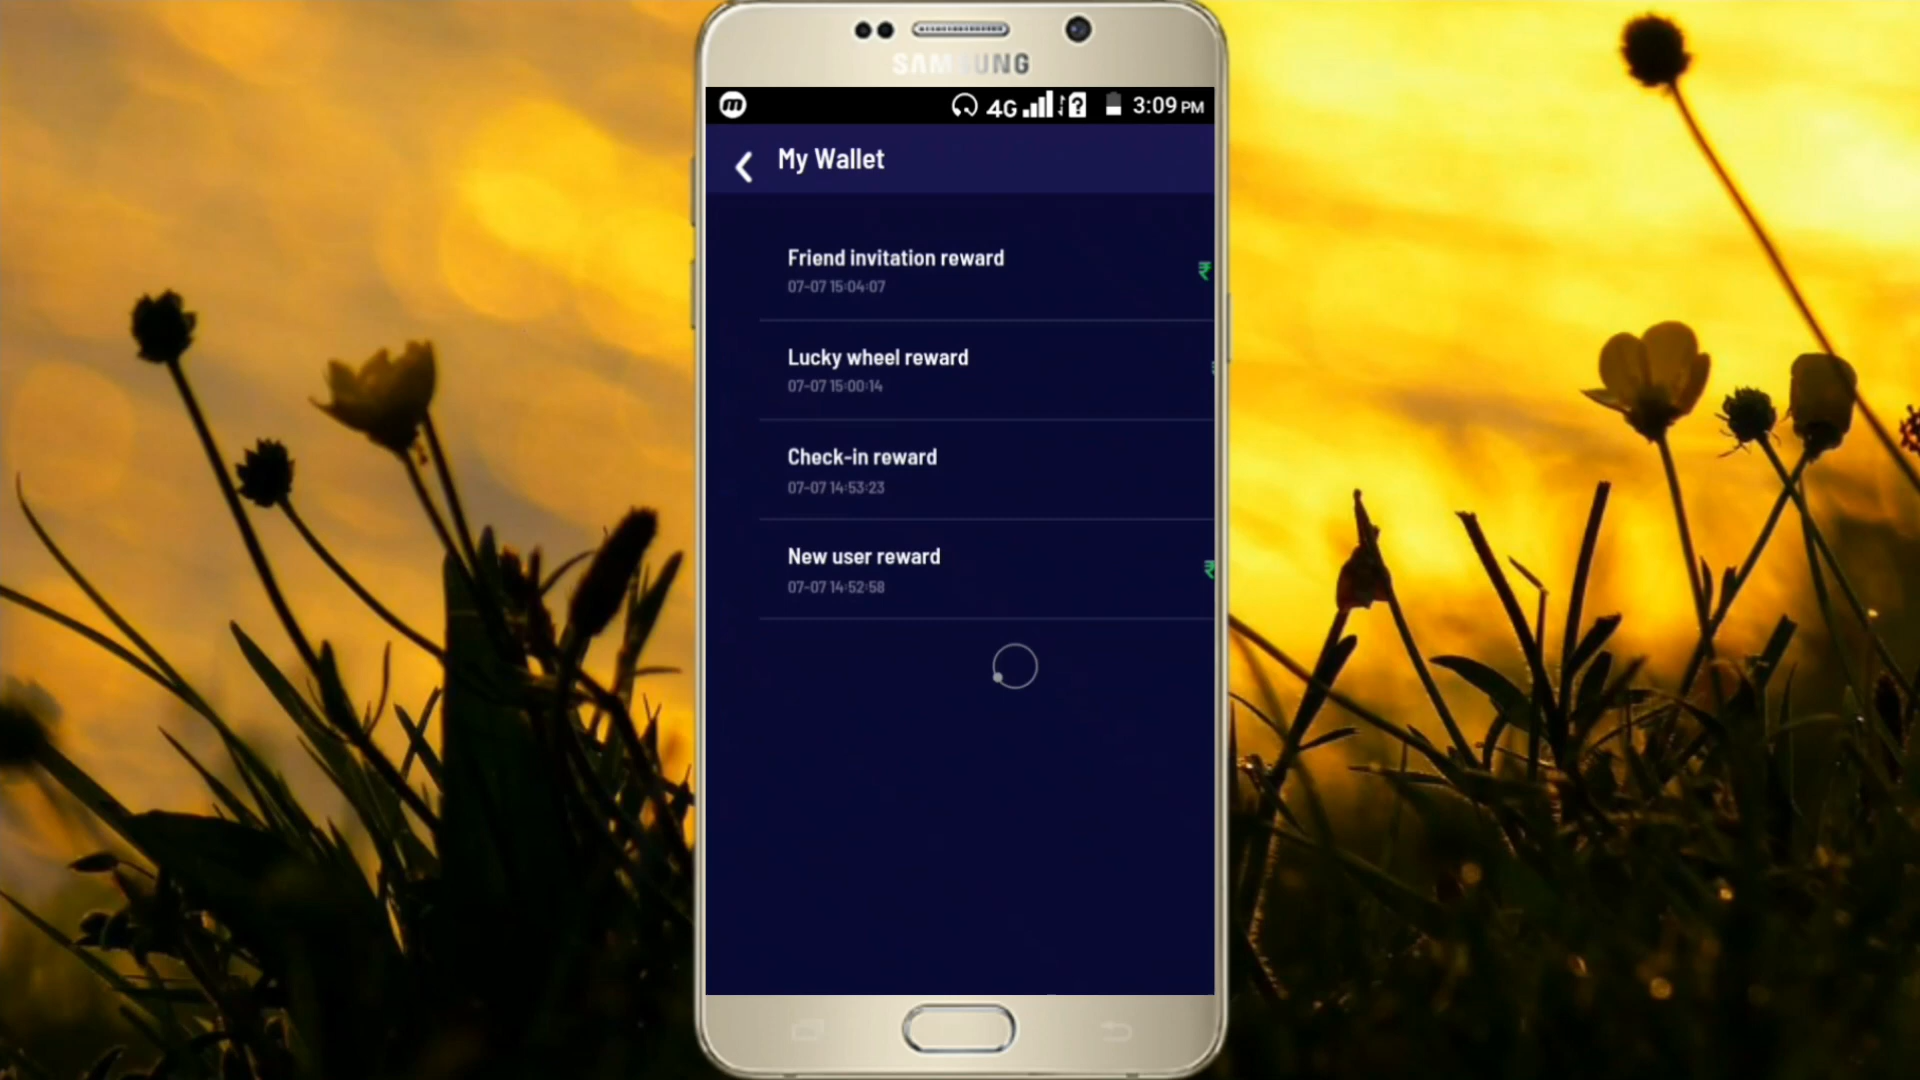 SAMSUNG
m 4G ? 3:09 PM
My Wallet
Friend invitation reward
₹
07-07 15:04:07
Lucky wheel reward
07-07 15:00:14
Check-in reward
07-07 14:53:23
New user reward
₹
07-07 14:52:58